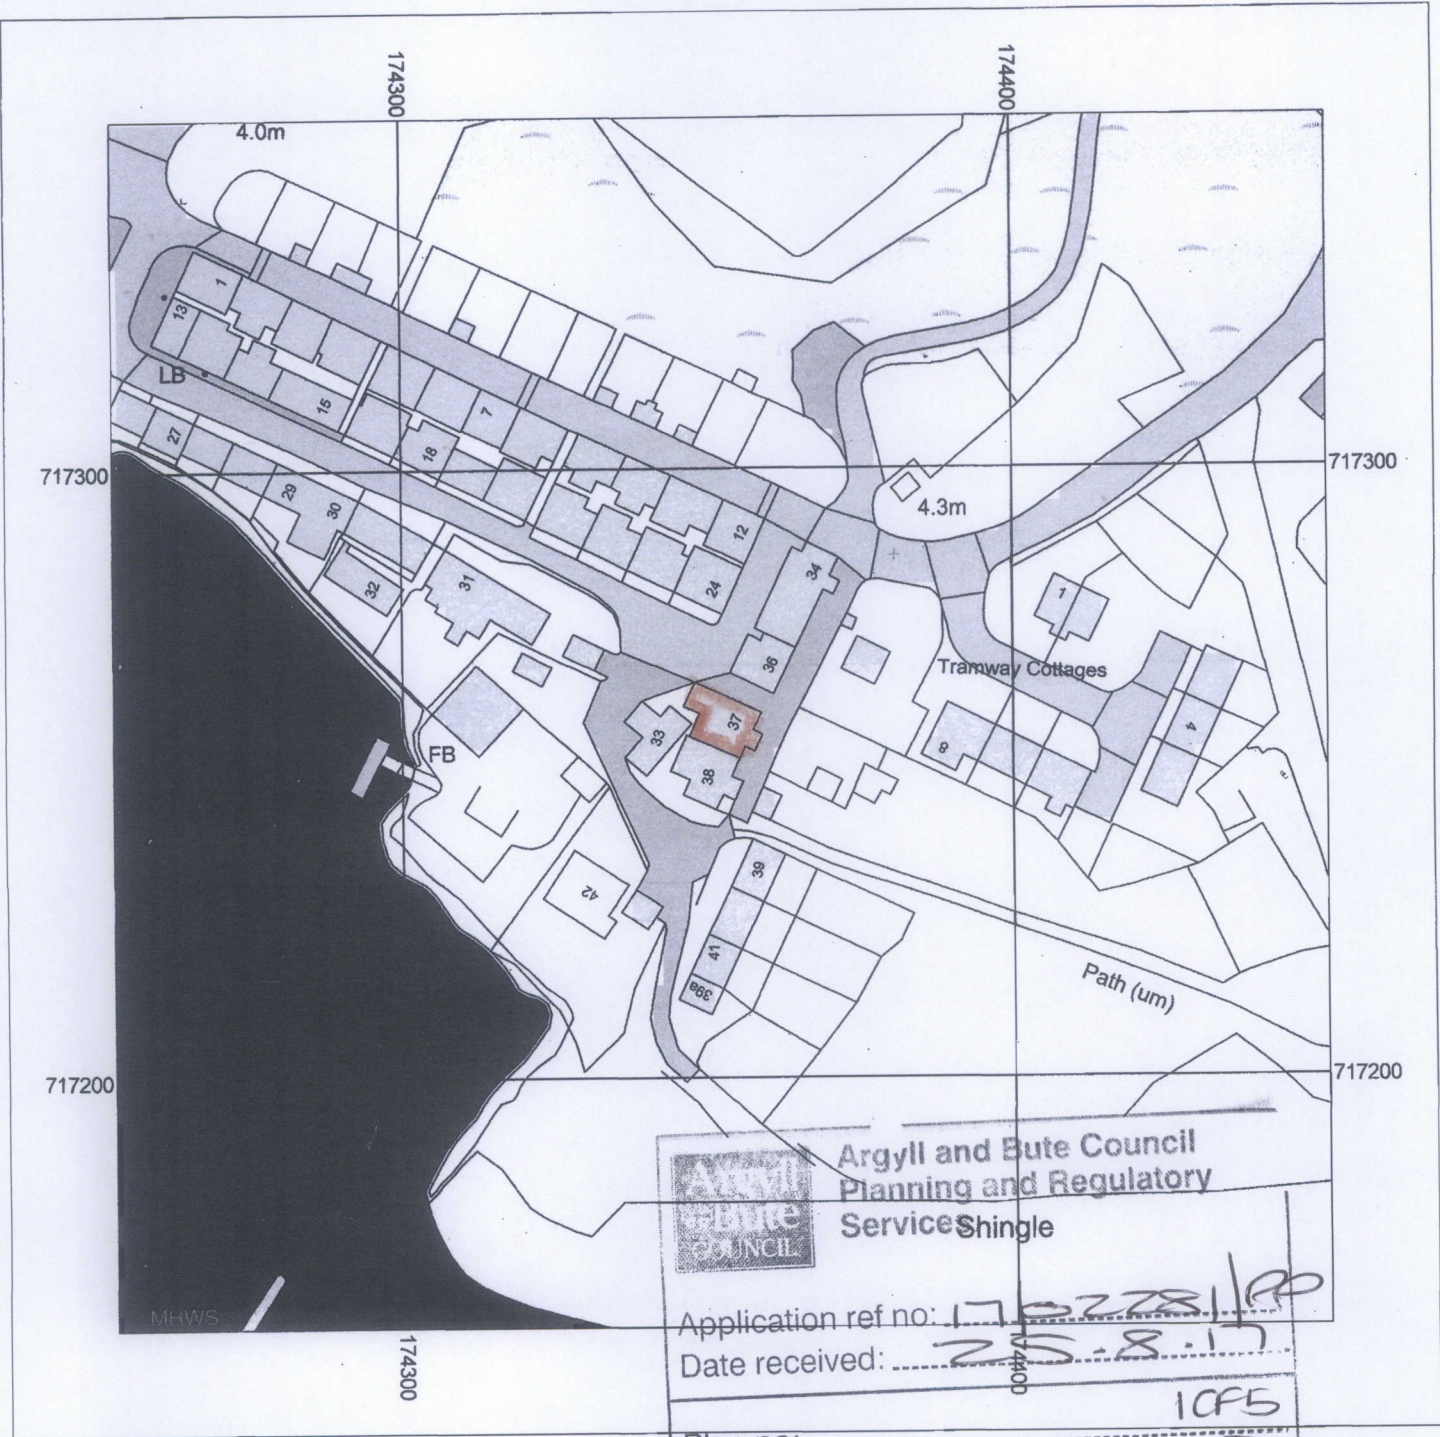 174300
174400
4.0m
1
13
LB
15
7
27
18
717300
717300
29
30
4.3m
12
34
32
31
24
1
36
Tramway Cottages
37
33
4
8
FB
38
39
42
41
39a
Path (um)
717200
717200
Argyll and Bute Council
Planning and Regulatory
Services
Shingle
Argyll
& Bute
COUNCIL
MHWS
Application ref no: 17/02281/PP
Date received: 25.8.17
174300
174400
1CF5